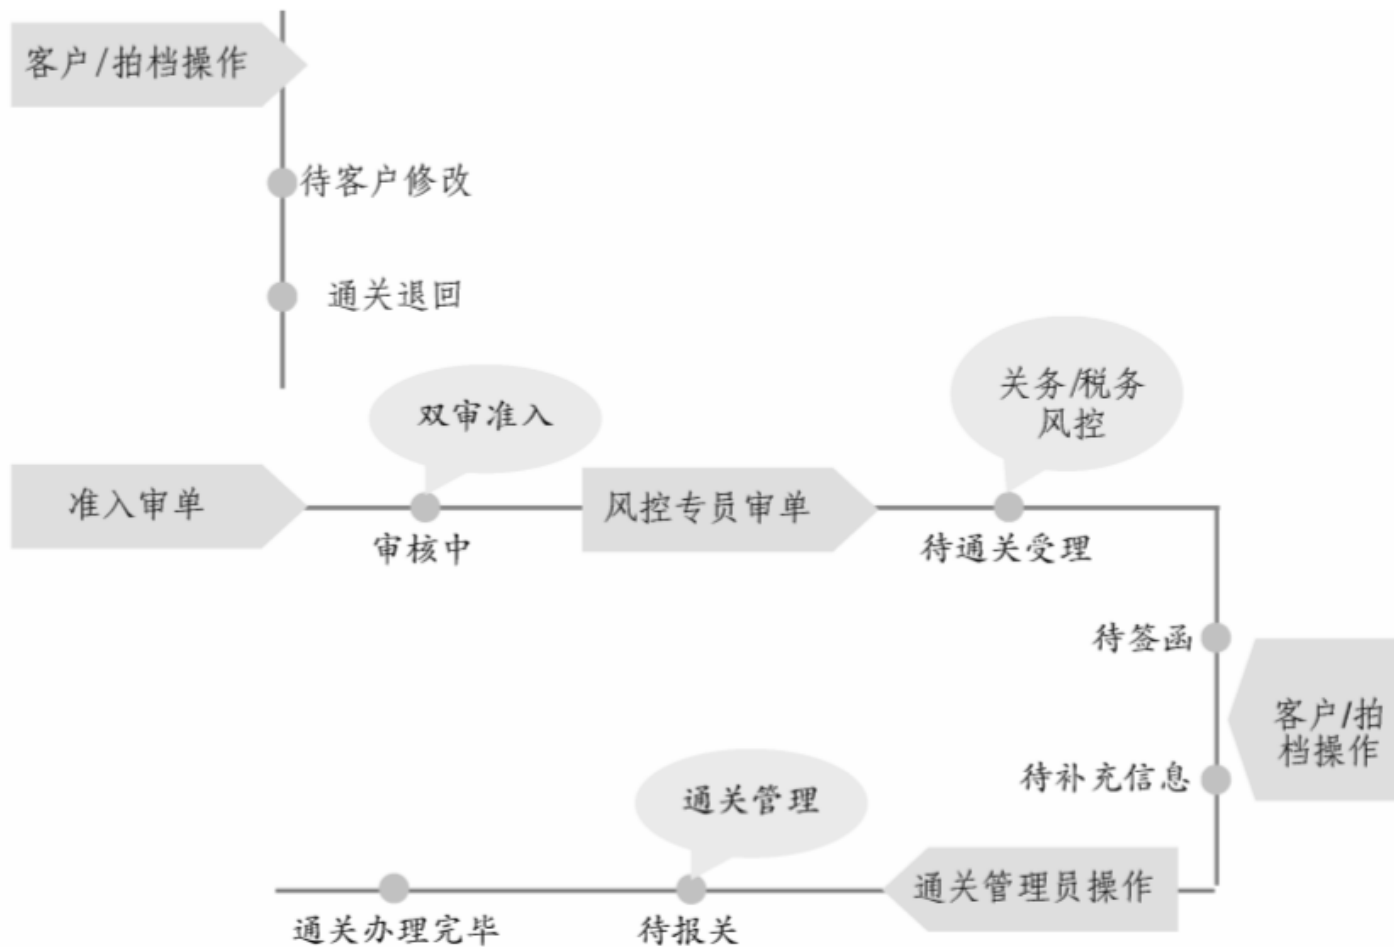 客户/拍档操作
待客户修改
通关退回
双审准入
关务/税务
风控
准入审单
审核中
风控专员审单
待通关受理
待签函
客户/拍
档操作
待补充信息
通关管理
通关管理员操作
待报关
通关办理完毕